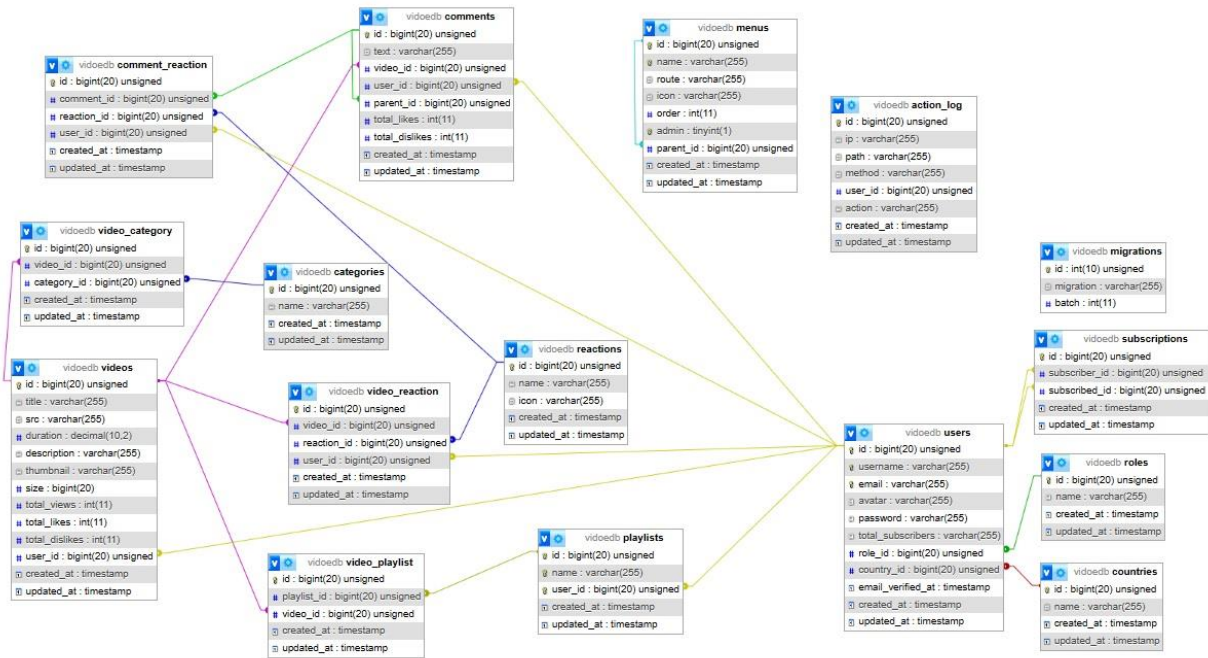 vidoedb comments
id : bigint(20) unsigned
text : varchar(255)
video_id : bigint(20) unsigned
user_id : bigint(20) unsigned
parent_id : bigint(20) unsigned
total_likes : int(11)
total_dislikes : int(11)
created_at : timestamp
updated_at : timestamp
vidoedb menus
id : bigint(20) unsigned
name : varchar(255)
route : varchar(255)
icon : varchar(255)
order : int(11)
admin : tinyint(1)
parent_id : bigint(20) unsigned
created_at : timestamp
updated_at : timestamp
vidoedb comment_reaction
id : bigint(20) unsigned
comment_id : bigint(20) unsigned
reaction_id : bigint(20) unsigned
user_id : bigint(20) unsigned
created_at : timestamp
updated_at : timestamp
vidoedb action_log
id : bigint(20) unsigned
ip : varchar(255)
path : varchar(255)
method : varchar(255)
user_id : bigint(20) unsigned
action : varchar(255)
created_at : timestamp
updated_at : timestamp
vidoedb video_category
id : bigint(20) unsigned
video_id : bigint(20) unsigned
category_id : bigint(20) unsigned
created_at : timestamp
updated_at : timestamp
vidoedb categories
id : bigint(20) unsigned
name : varchar(255)
created_at : timestamp
updated_at : timestamp
vidoedb migrations
id : int(10) unsigned
migration : varchar(255)
batch : int(11)
vidoedb subscriptions
id : bigint(20) unsigned
subscriber_id : bigint(20) unsigned
subscribed_id : bigint(20) unsigned
created_at : timestamp
updated_at : timestamp
vidoedb reactions
id : bigint(20) unsigned
name : varchar(255)
icon : varchar(255)
created_at : timestamp
updated_at : timestamp
vidoedb videos
id : bigint(20) unsigned
title : varchar(255)
src : varchar(255)
duration : decimal(10,2)
description : varchar(255)
thumbnail : varchar(255)
size : bigint(20)
total_views : int(11)
total_likes : int(11)
total_dislikes : int(11)
user_id : bigint(20) unsigned
created_at : timestamp
updated_at : timestamp
vidoedb video_reaction
id : bigint(20) unsigned
video_id : bigint(20) unsigned
reaction_id : bigint(20) unsigned
user_id : bigint(20) unsigned
created_at : timestamp
updated_at : timestamp
vidoedb users
id : bigint(20) unsigned
username : varchar(255)
email : varchar(255)
avatar : varchar(255)
password : varchar(255)
total_subscribers : varchar(255)
role_id : bigint(20) unsigned
country_id : bigint(20) unsigned
email_verified_at : timestamp
created_at : timestamp
updated_at : timestamp
vidoedb roles
id : bigint(20) unsigned
name : varchar(255)
created_at : timestamp
updated_at : timestamp
vidoedb playlists
id : bigint(20) unsigned
name : varchar(255)
user_id : bigint(20) unsigned
created_at : timestamp
updated_at : timestamp
vidoedb video_playlist
id : bigint(20) unsigned
playlist_id : bigint(20) unsigned
video_id : bigint(20) unsigned
created_at : timestamp
updated_at : timestamp
vidoedb countries
id : bigint(20) unsigned
name : varchar(255)
created_at : timestamp
updated_at : timestamp